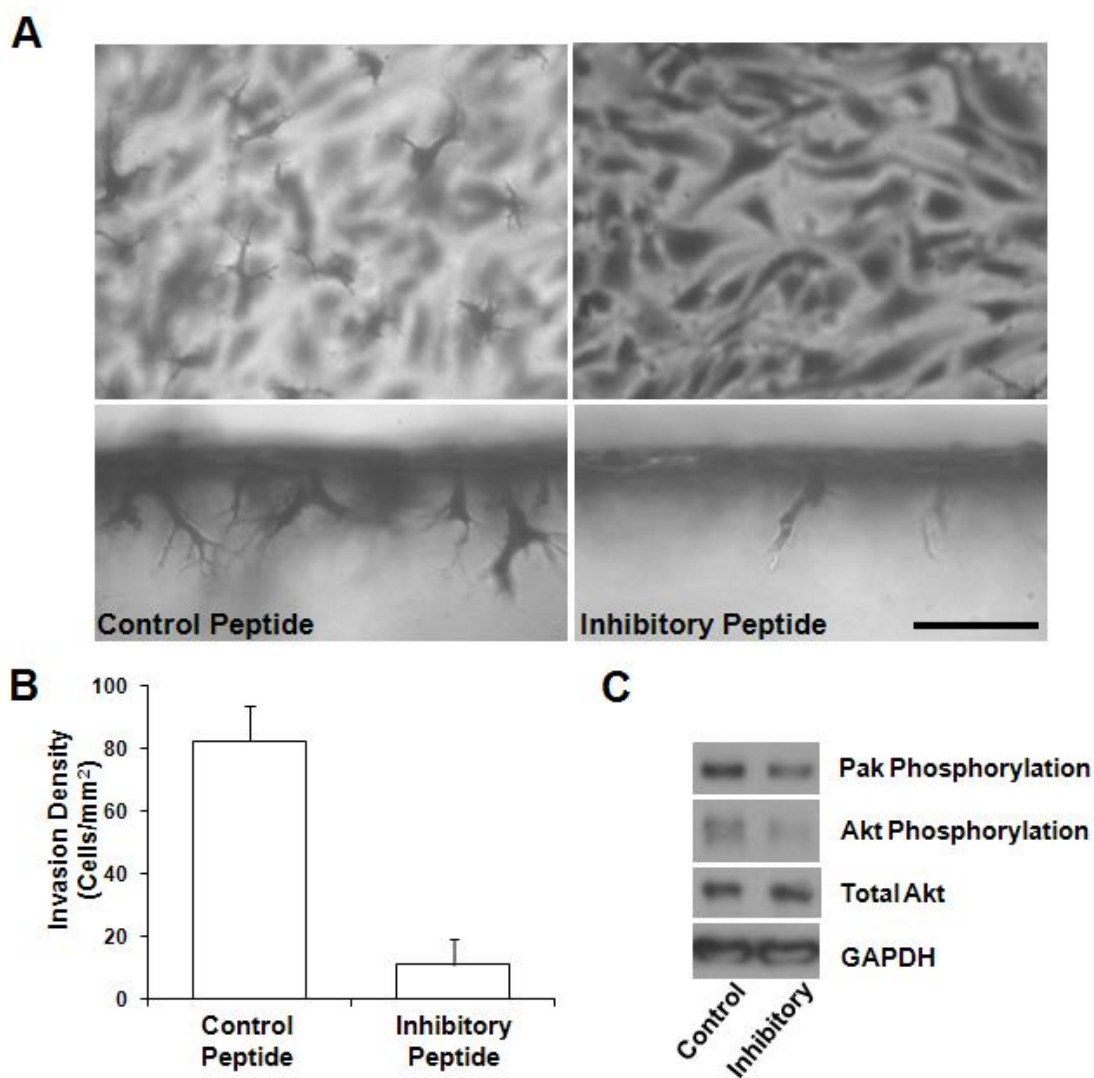 A
Control Peptide
Inhibitory Peptide
B
Invasion Density
(Cells/mm²)
100
80
60
40
20
0
Control
Peptide
Inhibitory
Peptide
C
Pak Phosphorylation
Akt Phosphorylation
Total Akt
GAPDH
Control
Inhibitory